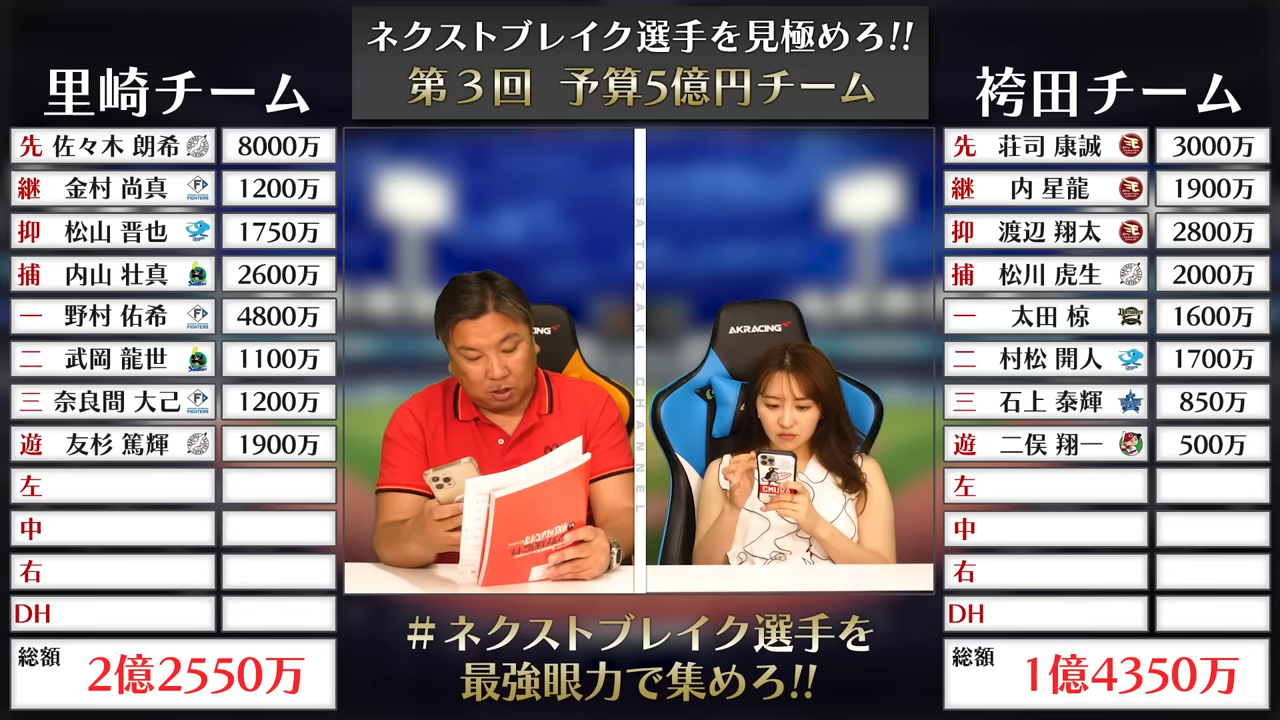 ネクストブレイク選手を見極めろ!!
第3回 予算5億円チーム
里崎チーム
先 佐々木 朗希 8000万
継 金村 尚真 FIGHTERS 1200万
抑 松山 晋也 1750万
捕 内山 壮真 2600万
一 野村 佑希 FIGHTERS 4800万
二 武岡 龍世 1100万
三 奈良間 大己 FIGHTERS 1200万
遊 友杉 篤輝 1900万
左
中
右
DH
総額 2億2550万
SATOZAKI CHANNEL
AKRACING
CMURA
袴田チーム
先 荘司 康誠 3000万
継 内 星龍 1900万
抑 渡辺 翔太 2800万
捕 松川 虎生 2000万
一 太田 椋 1600万
二 村松 開人 1700万
三 石上 泰輝 850万
遊 二俣 翔一 500万
左
中
右
DH
総額 1億4350万
#ネクストブレイク選手を
最強眼力で集めろ!!